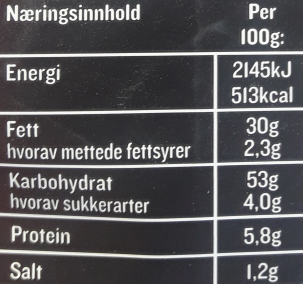 Næringsinnhold Per
100g:
Energi 2145kJ
513kcal
Fett 30g
hvorav mettede fettsyrer 2,3g
Karbohydrat 53g
hvorav sukkerarter 4,0g
Protein 5,8g
Salt 1,2g